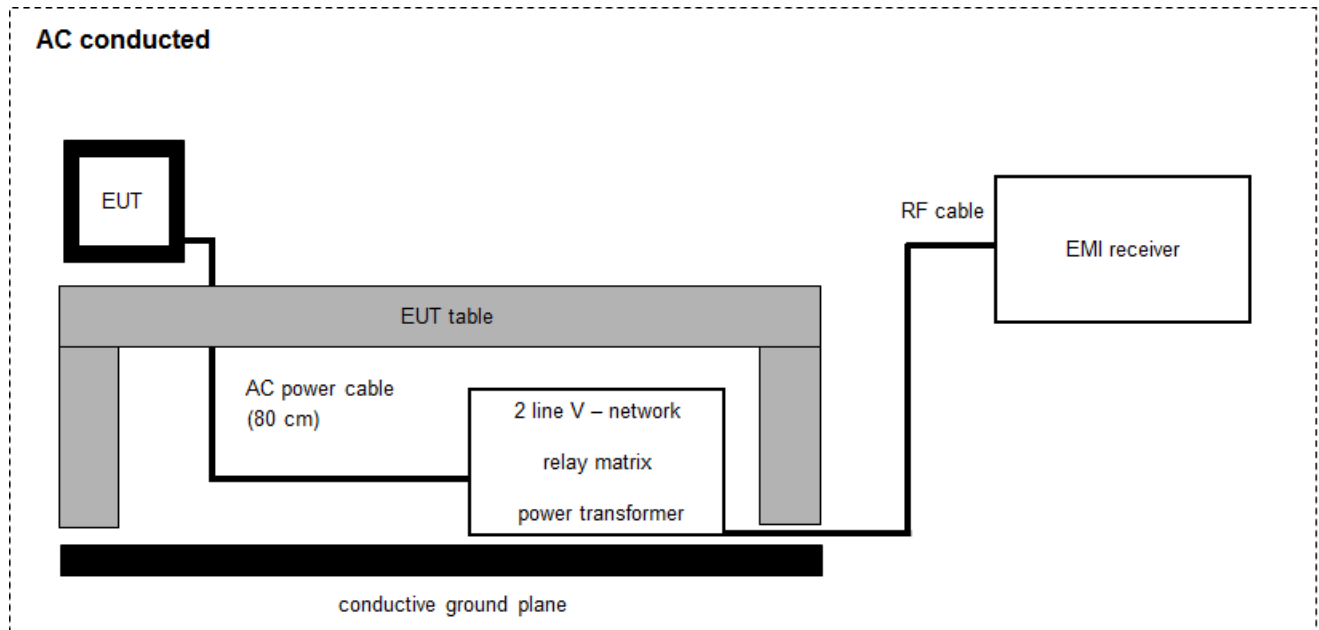 AC conducted
EUT
RF cable
EMI receiver
EUT table
AC power cable
(80 cm)
2 line V – network
relay matrix
power transformer
conductive ground plane